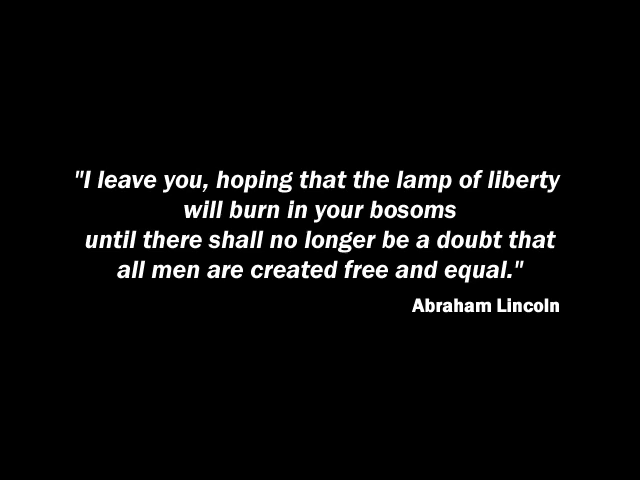 "I leave you, hoping that the lamp of liberty
will burn in your bosoms
until there shall no longer be a doubt that
all men are created free and equal."
Abraham Lincoln